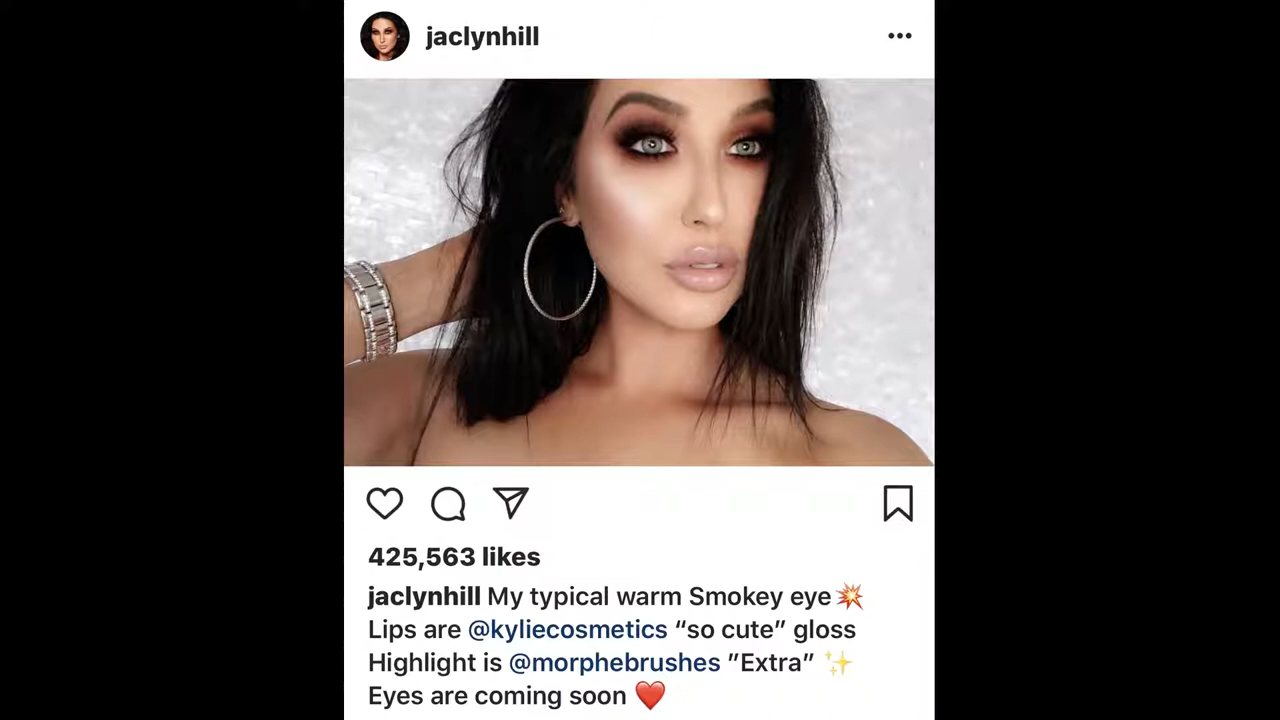 jaclynhill
425,563 likes
jaclynhill My typical warm Smokey eye💥
Lips are @kyliecosmetics “so cute” gloss
Highlight is @morphebrushes ”Extra” ✨
Eyes are coming soon ❤️